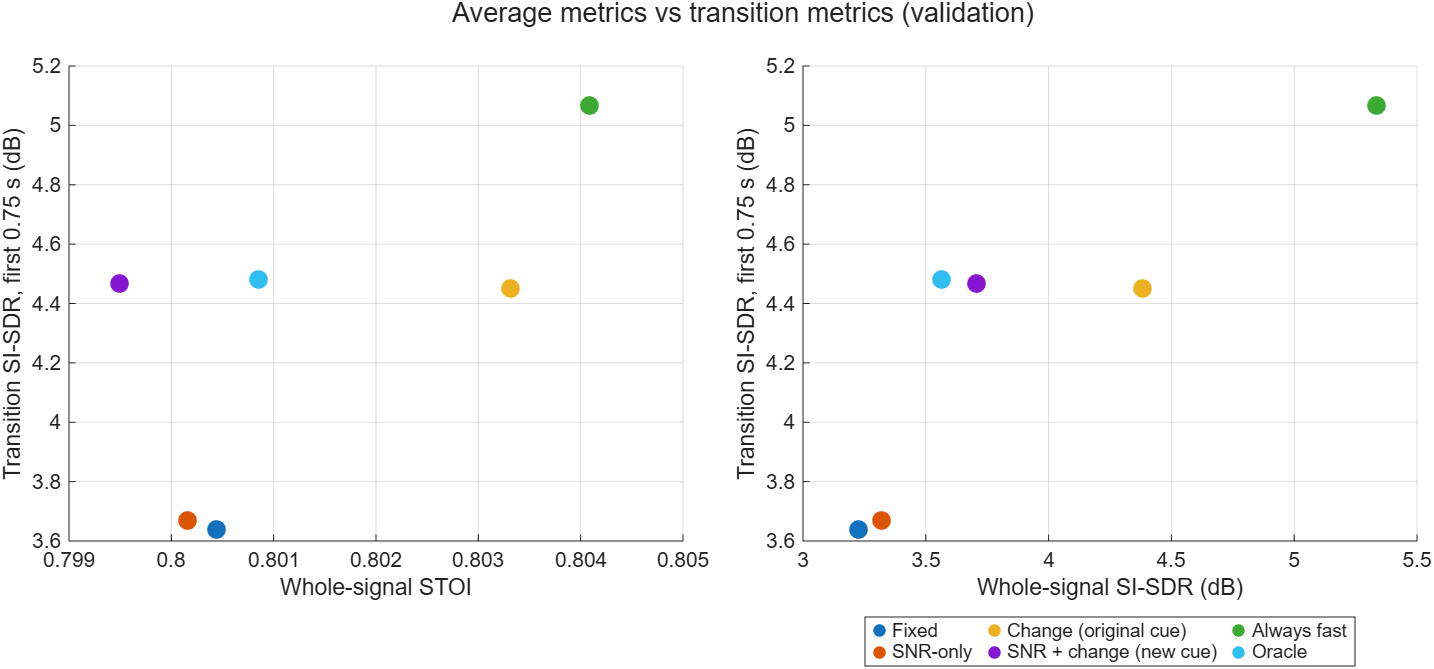 Average metrics vs transition metrics (validation)
Transition SI-SDR, first 0.75 s (dB)
5.2
5
4.8
4.6
4.4
4.2
4
3.8
3.6
0.799
0.8
0.801
0.802
0.803
0.804
0.805
Whole-signal STOI
Transition SI-SDR, first 0.75 s (dB)
5.2
5
4.8
4.6
4.4
4.2
4
3.8
3.6
3
3.5
4
4.5
5
5.5
Whole-signal SI-SDR (dB)
Fixed
Change (original cue)
Always fast
SNR-only
SNR + change (new cue)
Oracle